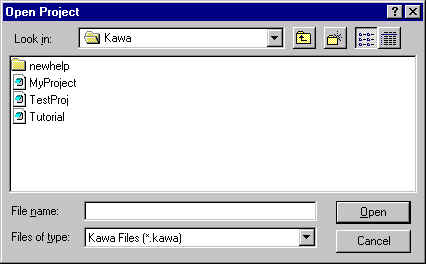 Open Project
Look in: Kawa
newhelp
MyProject
TestProj
Tutorial
File name: Open
Files of type: Kawa Files (*.kawa) Cancel